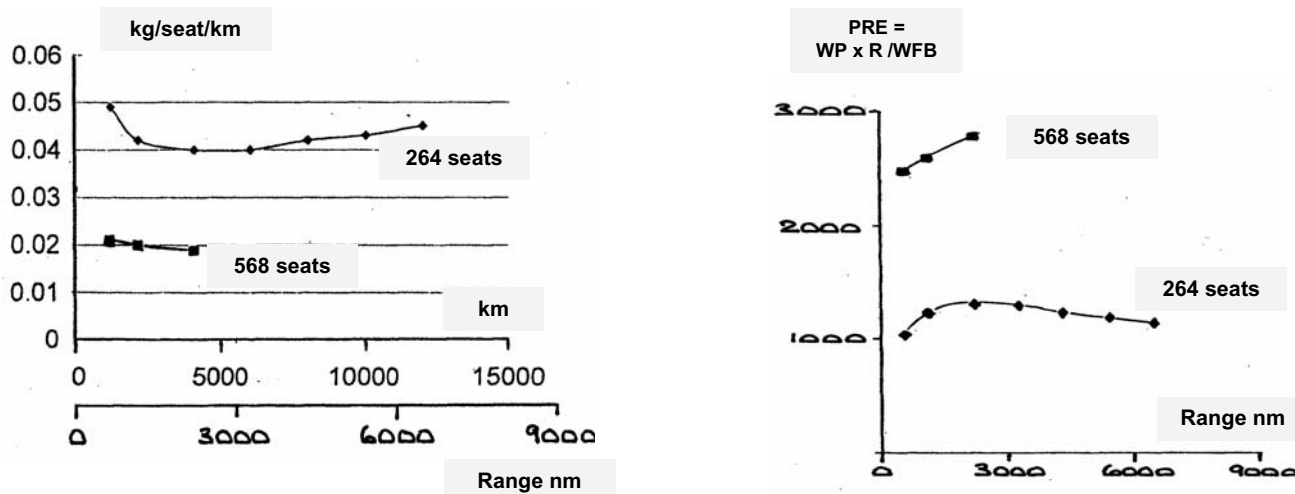 kg/seat/km
0.06
0.05
0.04
0.03
0.02
0.01
0
264 seats
568 seats
km
0 5000 10000 15000
0 3000 6000 9000
Range nm
PRE =
WP x R /WFB
3000
2000
1000
568 seats
264 seats
Range nm
0 3000 6000 9000